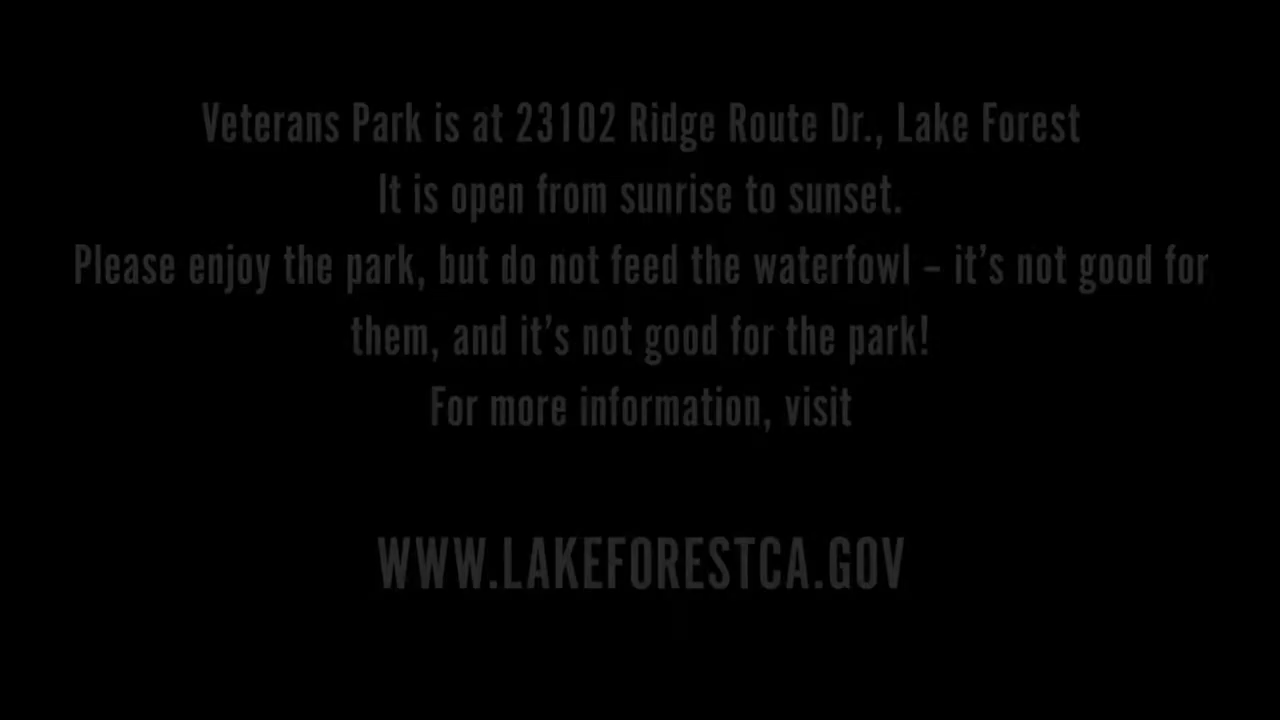 Veterans Park is at 23102 Ridge Route Dr., Lake Forest
It is open from sunrise to sunset.
Please enjoy the park, but do not feed the waterfowl – it’s not good for
them, and it’s not good for the park!
For more information, visit
WWW.LAKEFORESTCA.GOV